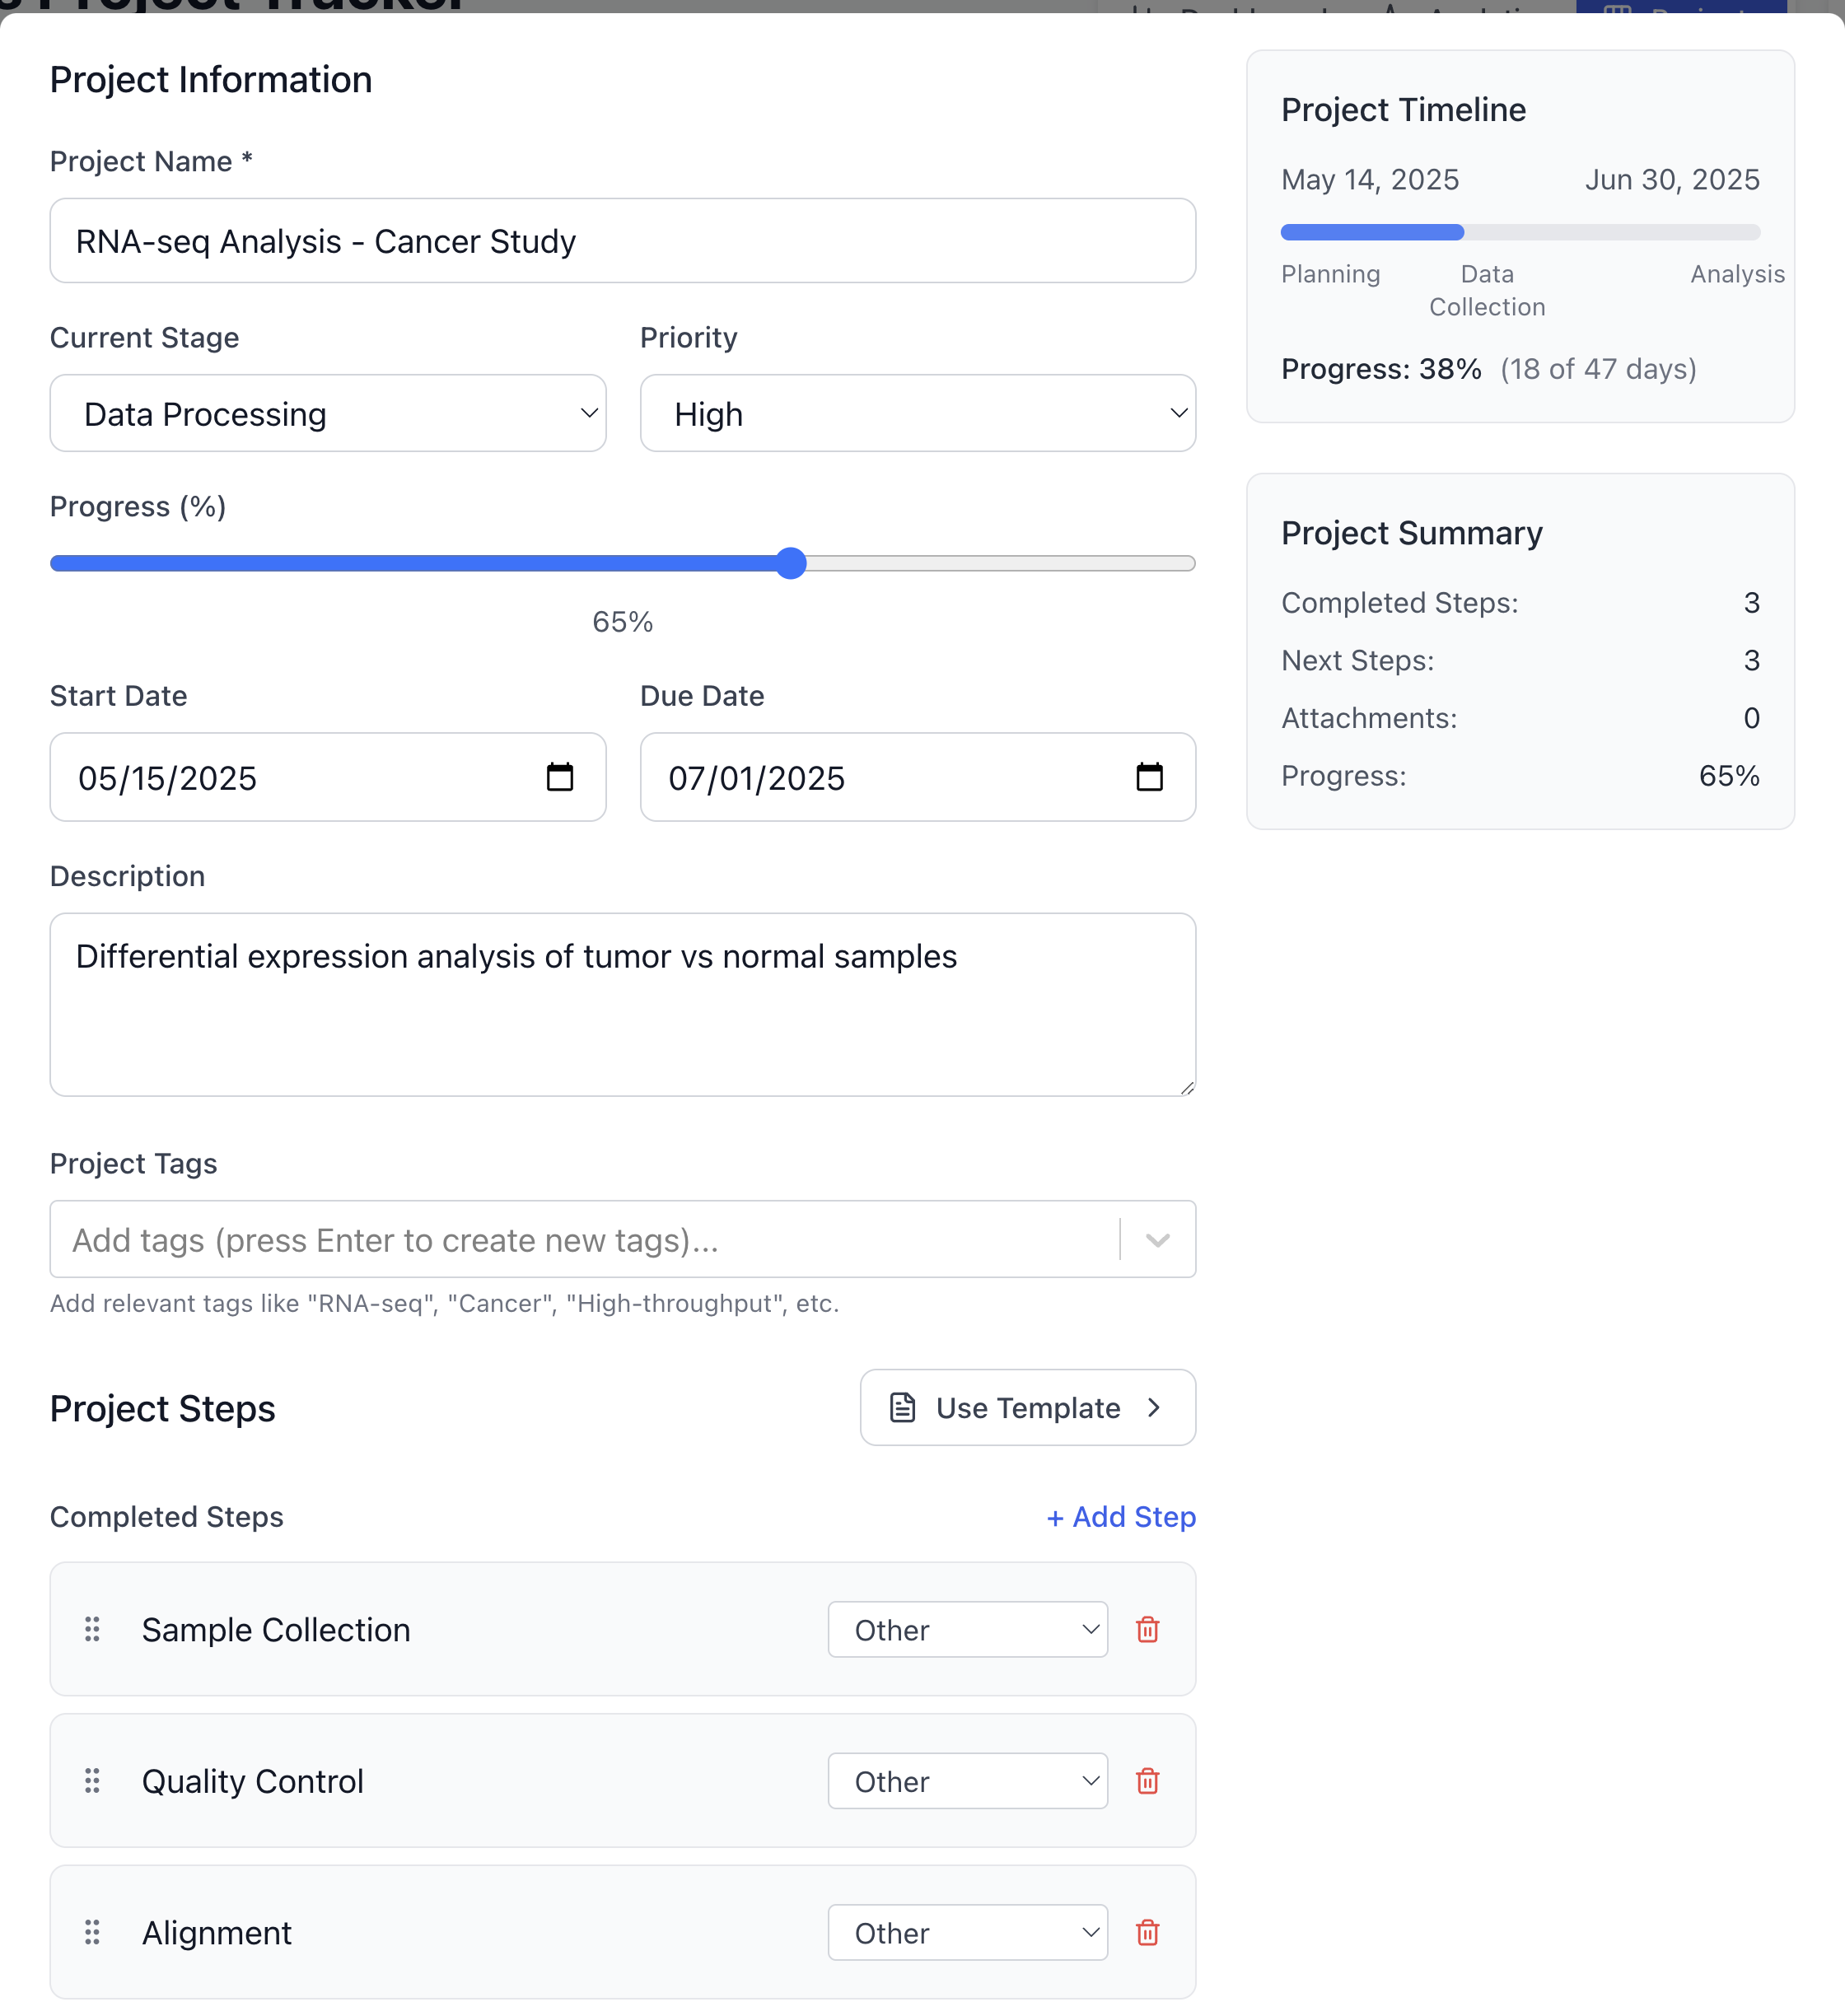 Project Tracker
Project Information
Project Name *
RNA-seq Analysis - Cancer Study
Current Stage
Priority
Data Processing
High
Progress (%)
65%
Start Date
Due Date
05/15/2025
07/01/2025
Description
Differential expression analysis of tumor vs normal samples
Project Tags
Add tags (press Enter to create new tags)...
Add relevant tags like "RNA-seq", "Cancer", "High-throughput", etc.
Project Steps
Use Template
Completed Steps
+ Add Step
Sample Collection
Other
Quality Control
Other
Alignment
Other
Project Timeline
May 14, 2025
Jun 30, 2025
Planning
Data
Collection
Analysis
Progress: 38% (18 of 47 days)
Project Summary
Completed Steps: 3
Next Steps: 3
Attachments: 0
Progress: 65%